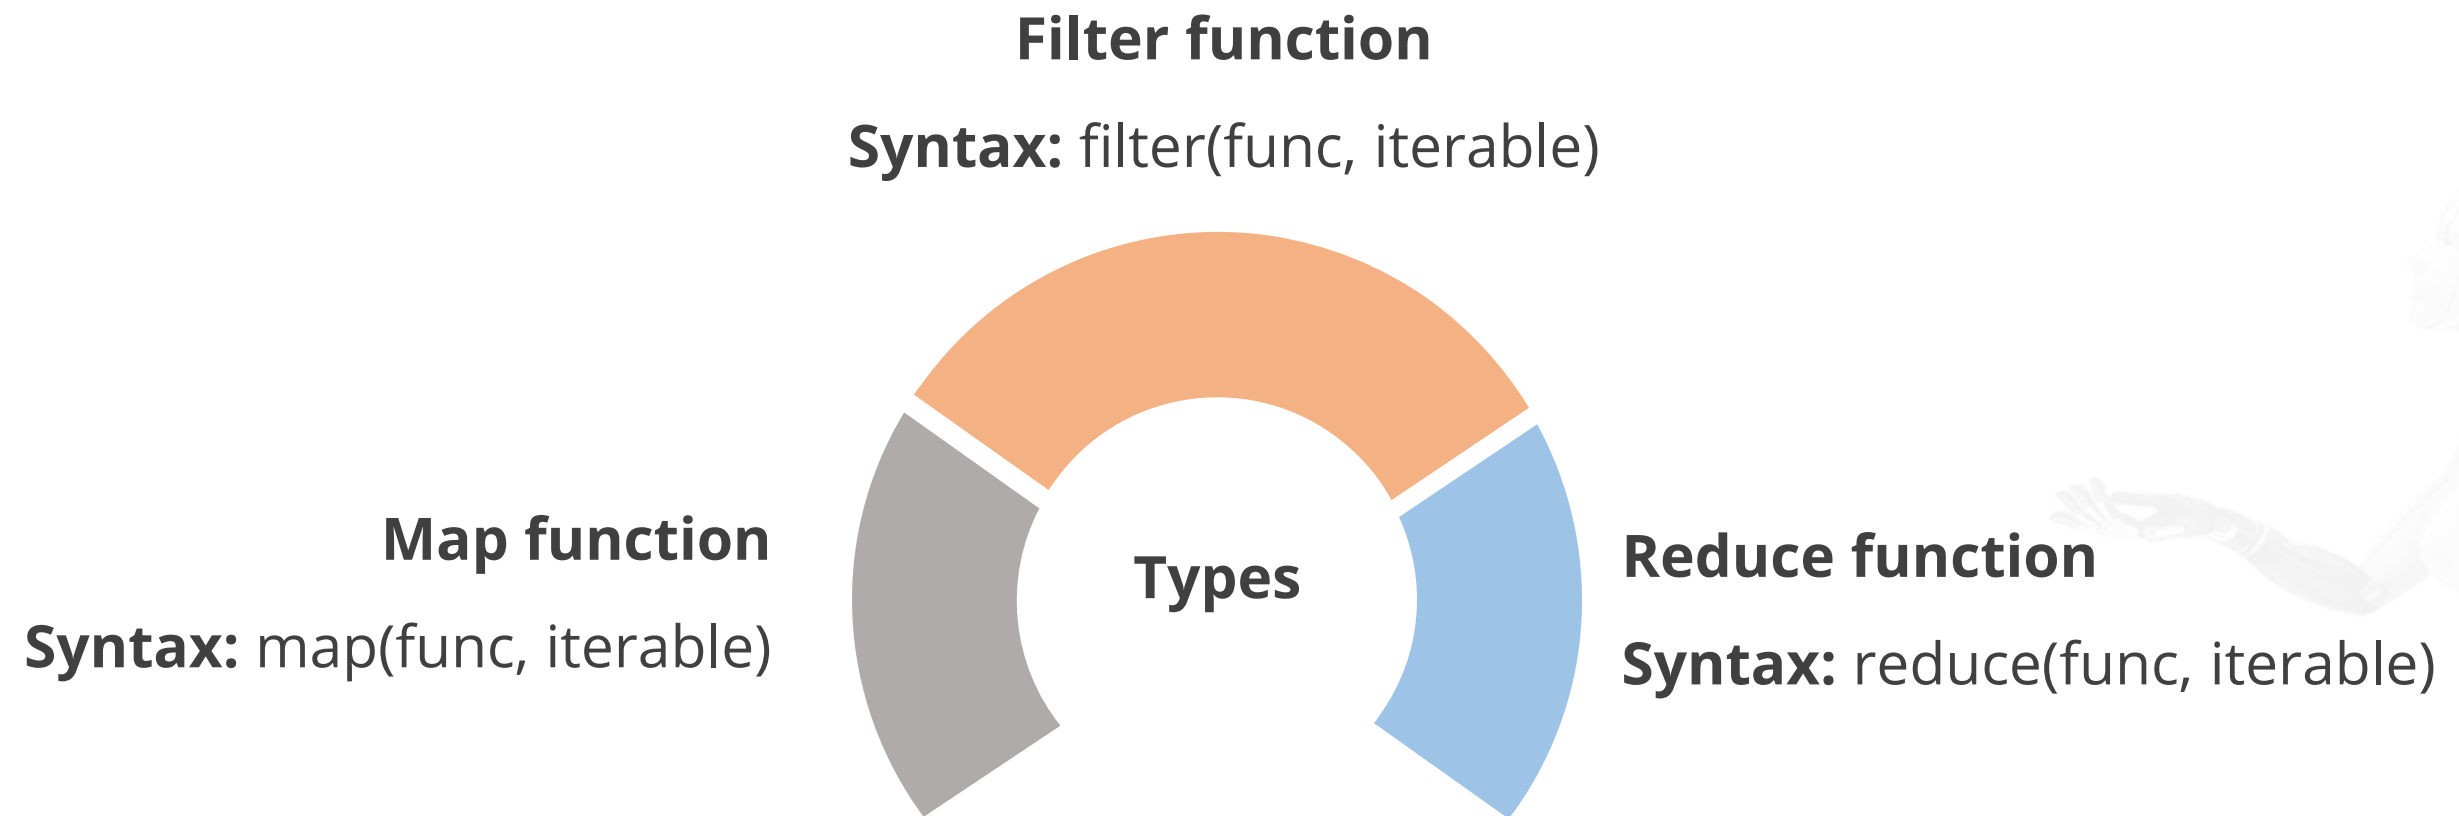 Filter function
Syntax: filter(func, iterable)
Map function
Syntax: map(func, iterable)
Types
Reduce function
Syntax: reduce(func, iterable)